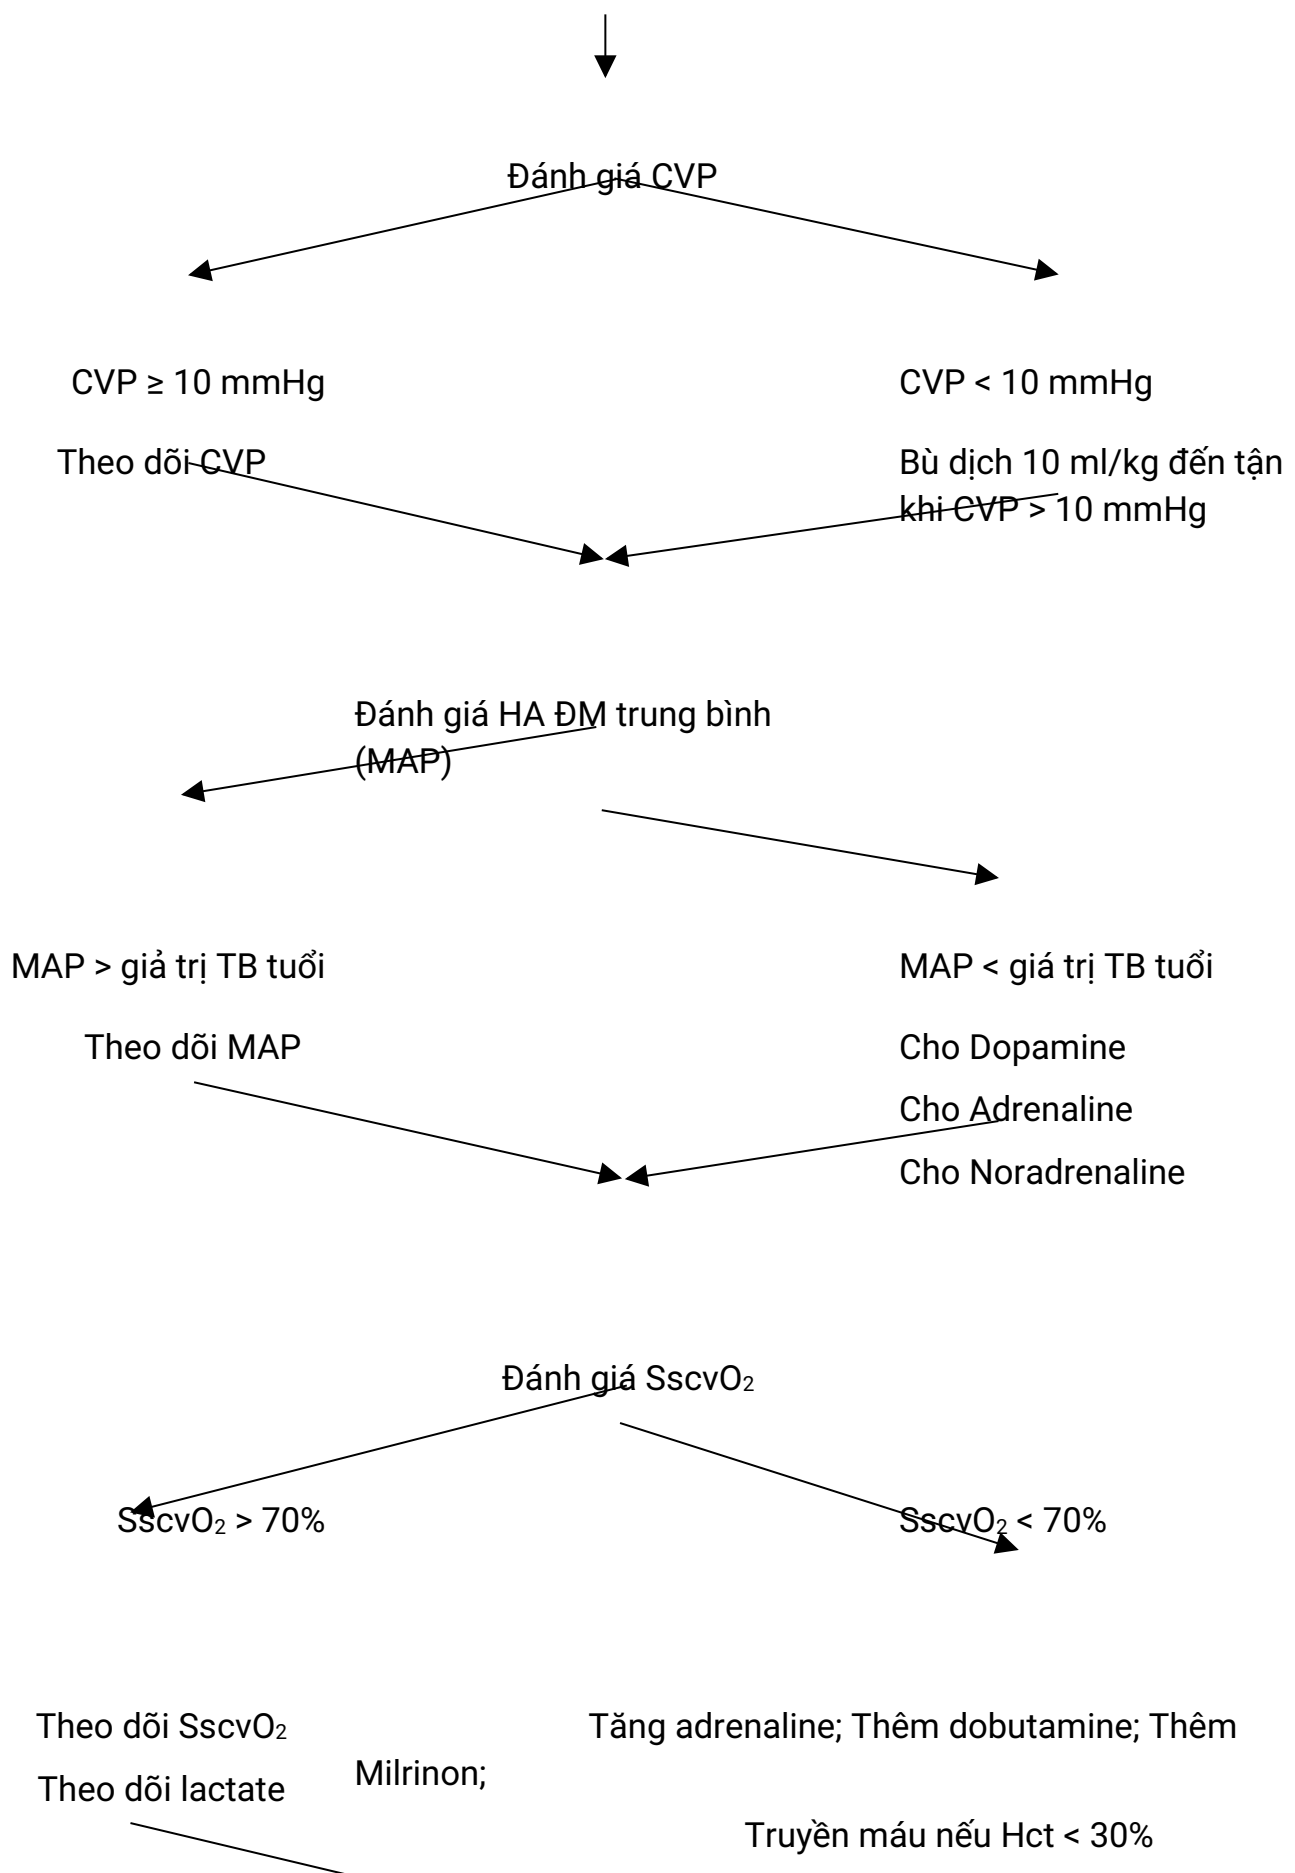 Đánh giá CVP
CVP ≥ 10 mmHg
CVP < 10 mmHg
Theo dõi CVP
Bù dịch 10 ml/kg đến tận
khi CVP > 10 mmHg
Đánh giá HA ĐM trung bình
(MAP)
MAP > giả trị TB tuổi
MAP < giá trị TB tuổi
Theo dõi MAP
Cho Dopamine
Cho Adrenaline
Cho Noradrenaline
Đánh giá SscvO₂
SscvO₂ > 70%
SscvO₂ < 70%
Theo dõi SscvO₂
Theo dõi lactate
Tăng adrenaline; Thêm dobutamine; Thêm
Milrinon;
Truyền máu nếu Hct < 30%